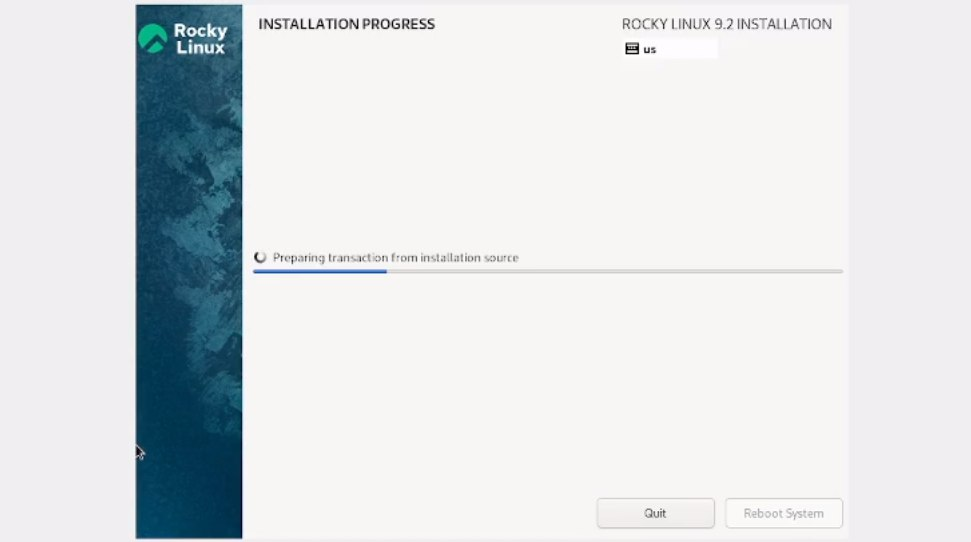 Rocky
Linux
INSTALLATION PROGRESS
ROCKY LINUX 9.2 INSTALLATION
us
Preparing transaction from installation source
Quit
Reboot System